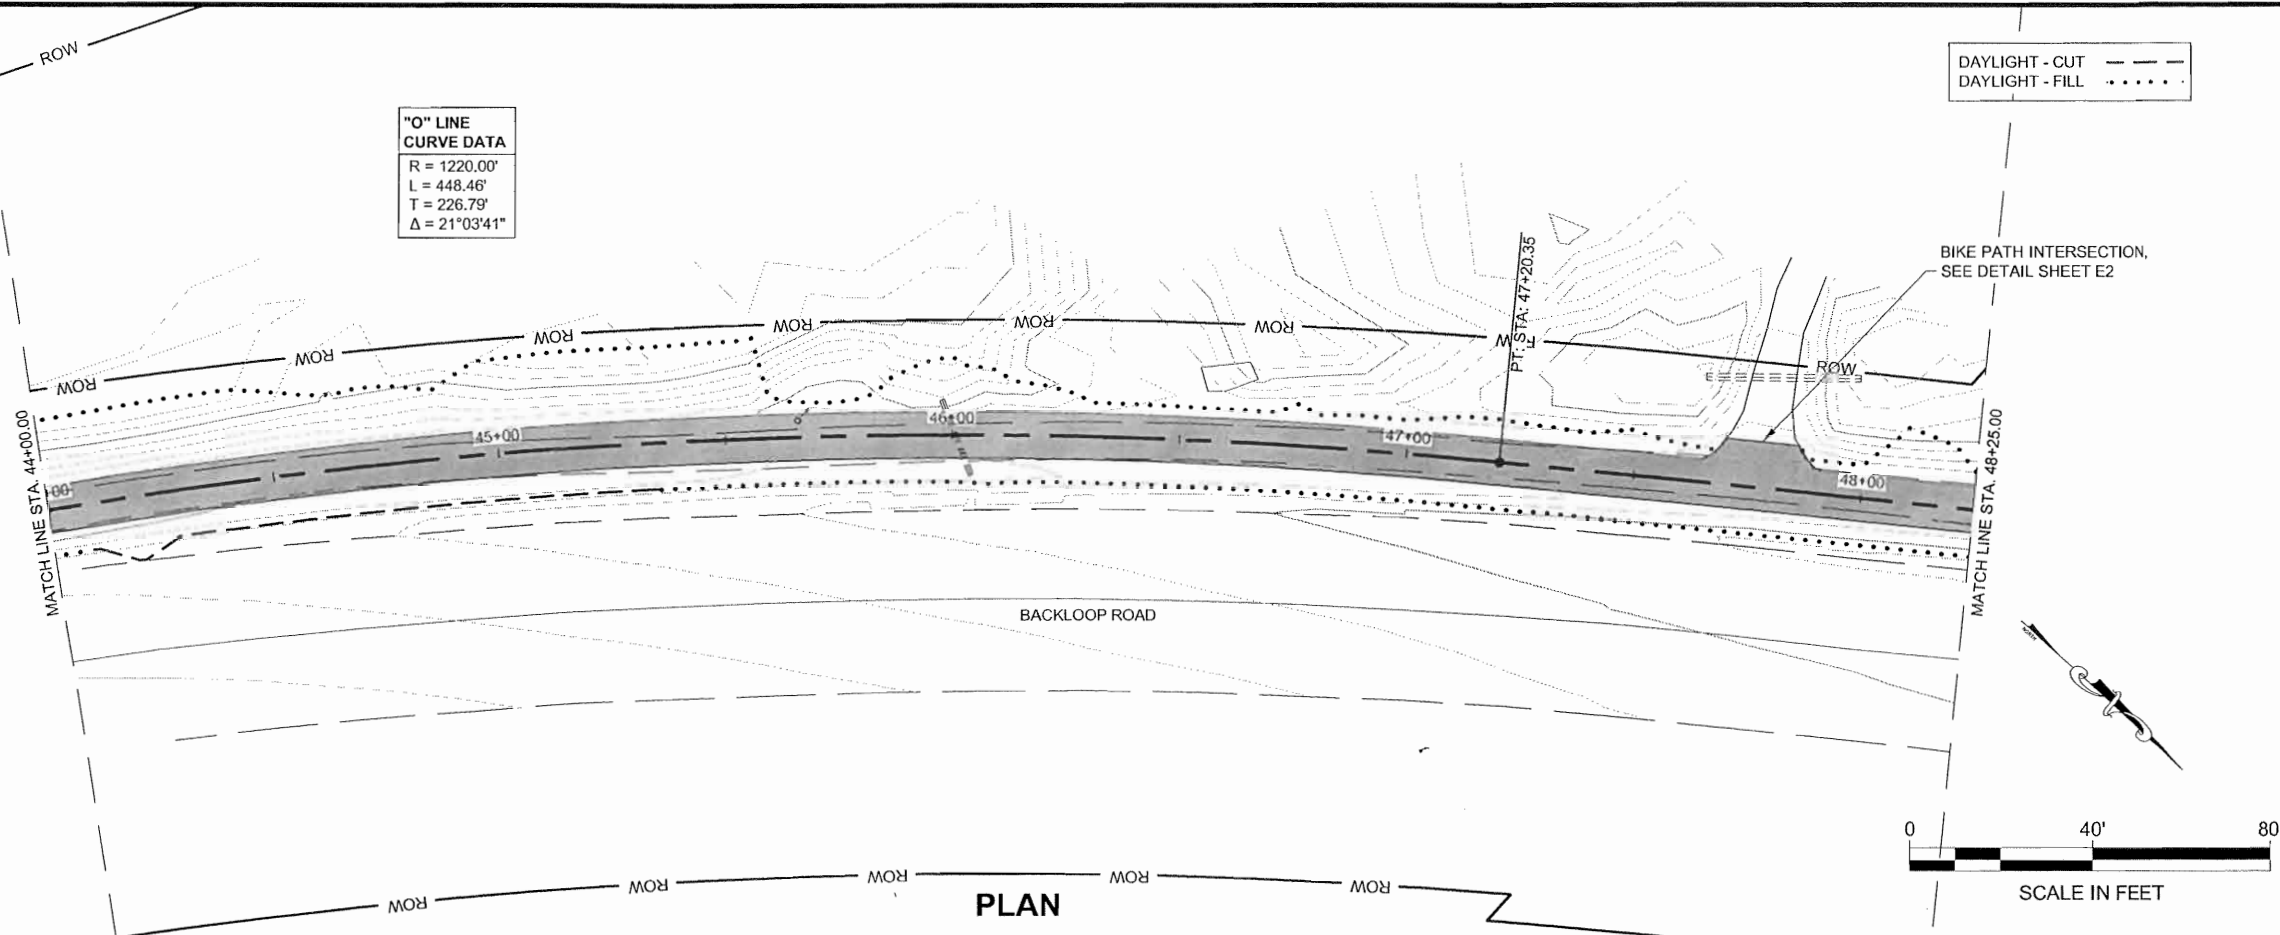 ROW
DAYLIGHT - CUT
DAYLIGHT - FILL
"O" LINE
CURVE DATA
R = 1220.00'
L = 448.46'
T = 226.79'
Δ = 21°03'41"
BIKE PATH INTERSECTION,
SEE DETAIL SHEET E2
PT: STA: 47+20.35
ROW
ROW
ROW
ROW
ROW
ROW
ROW
MATCH LINE STA. 44+00.00
00
45+00
46+00
47+00
48+00
MATCH LINE STA. 48+25.00
BACKLOOP ROAD
NORTH
0 40' 80
SCALE IN FEET
ROW
ROW
ROW
ROW
ROW
PLAN